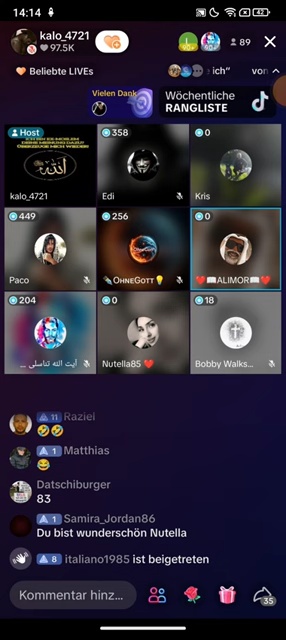 14:14
42
kalo_4721
97.5K
89
Beliebte LIVEs
e ich“
von
Vielen Dank
Wöchentliche
RANGLISTE
Host
358
0
kalo_4721
Edi
Kris
449
256
0
Paco
✒️OHNEGOTT💡
❤️📖ALIMOR📖❤️
204
0
18
آيت الله تناسلی ...
Nutella85 ❤️
Bobby Walks...
11 Raziel
🤣🤣
1 Matthias
😂
Datschiburger
83
1 Samira_Jordan86
Du bist wunderschön Nutella
8 italiano1985 ist beigetreten
Kommentar hinz...
35